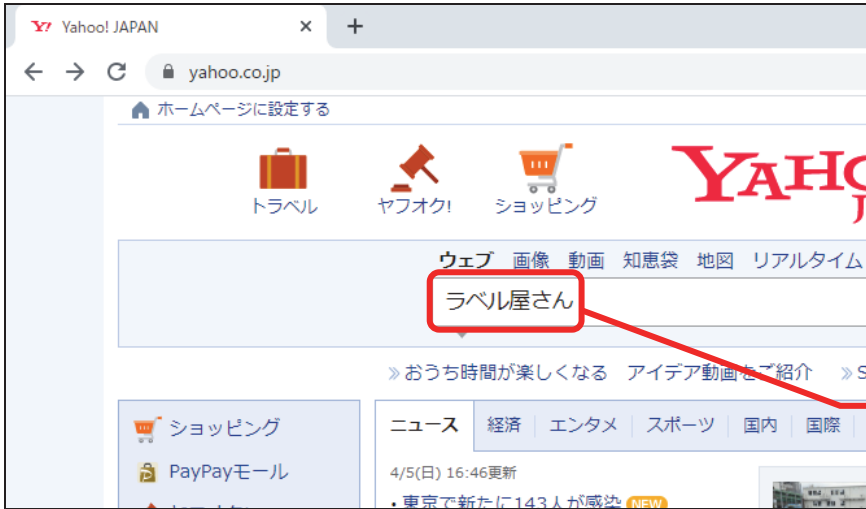 Y! Yahoo! JAPAN
yahoo.co.jp
ホームページに設定する
トラベル
ヤフオク!
ショッピング
ウェブ 画像 動画 知恵袋 地図 リアルタイム
ラベル屋さん
≫おうち時間が楽しくなる アイデア動画をご紹介 ≫S
ショッピング
PayPayモール
ニュース 経済 エンタメ スポーツ 国内 国際
4/5(日) 16:46更新
・東京で新たに143人が感染 NEW